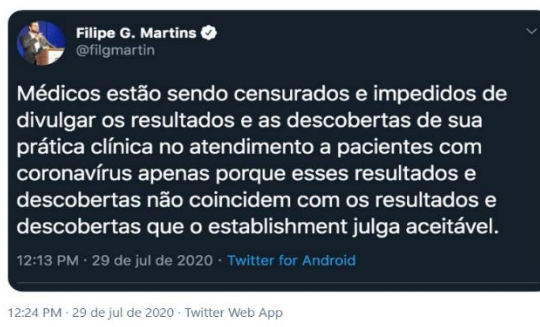 Filipe G. Martins
@filgmartin
Médicos estão sendo censurados e impedidos de
divulgar os resultados e as descobertas de sua
prática clínica no atendimento a pacientes com
coronavírus apenas porque esses resultados e
descobertas não coincidem com os resultados e
descobertas que o establishment julga aceitável.
12:13 PM · 29 de jul de 2020 · Twitter for Android
12:24 PM · 29 de jul de 2020 · Twitter Web App